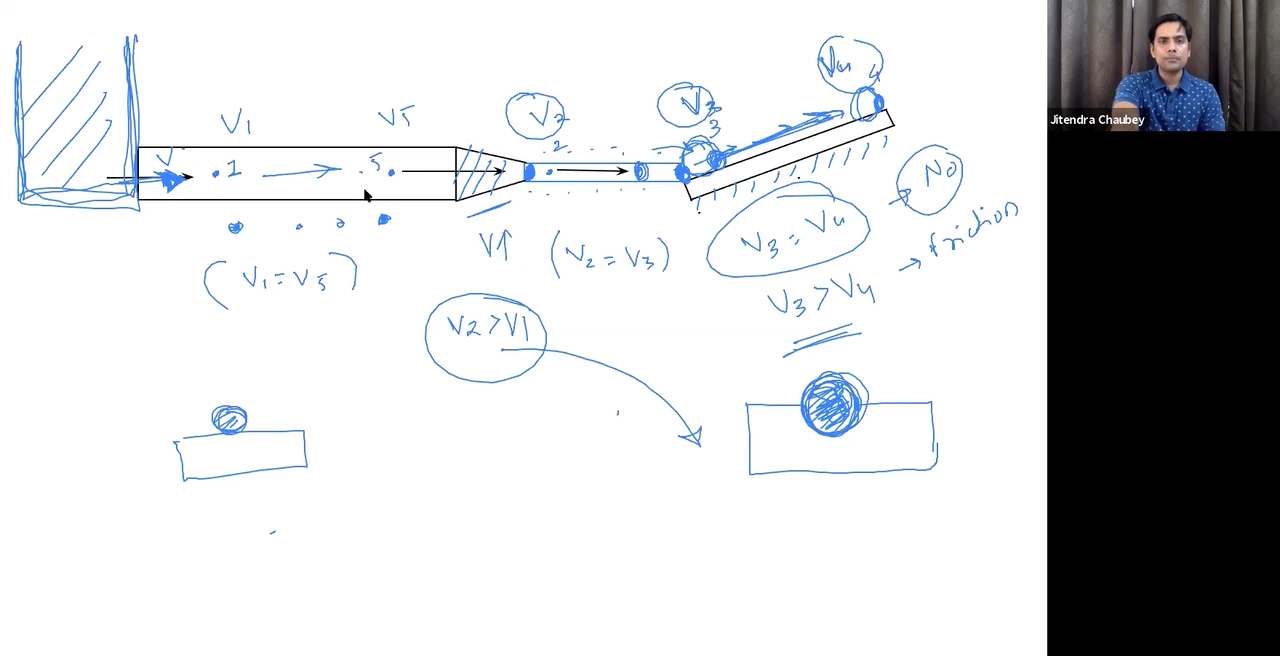 V4 4
V1
V5
V2
V3
3
V
.1
.5
2
V↑
(V2 = V3)
V3 = V4
→ NO
→ friction
(V1 = V5)
V3 > V4
V2 > V1
Jitendra Chaubey